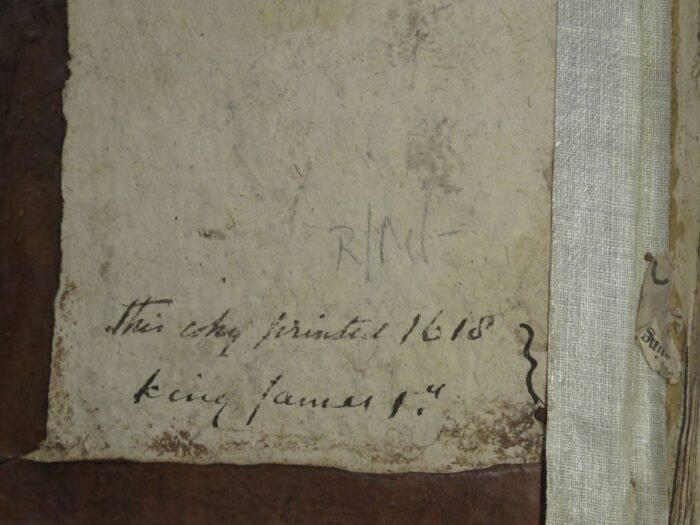 R/M/-
this copy printed 1618
king James 1st